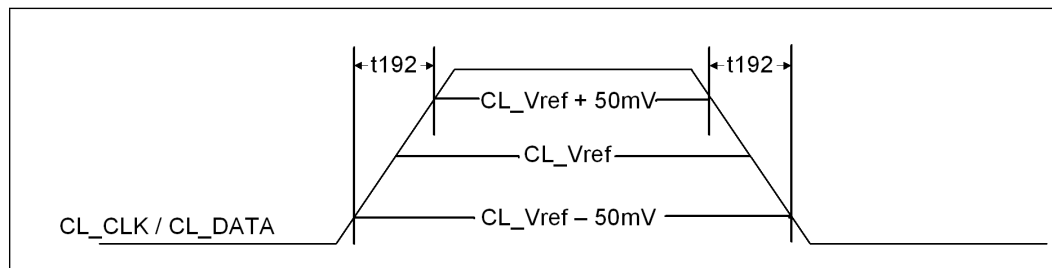 t192 t192
CL_Vref + 50mV
CL_Vref
CL_Vref – 50mV
CL_CLK / CL_DATA